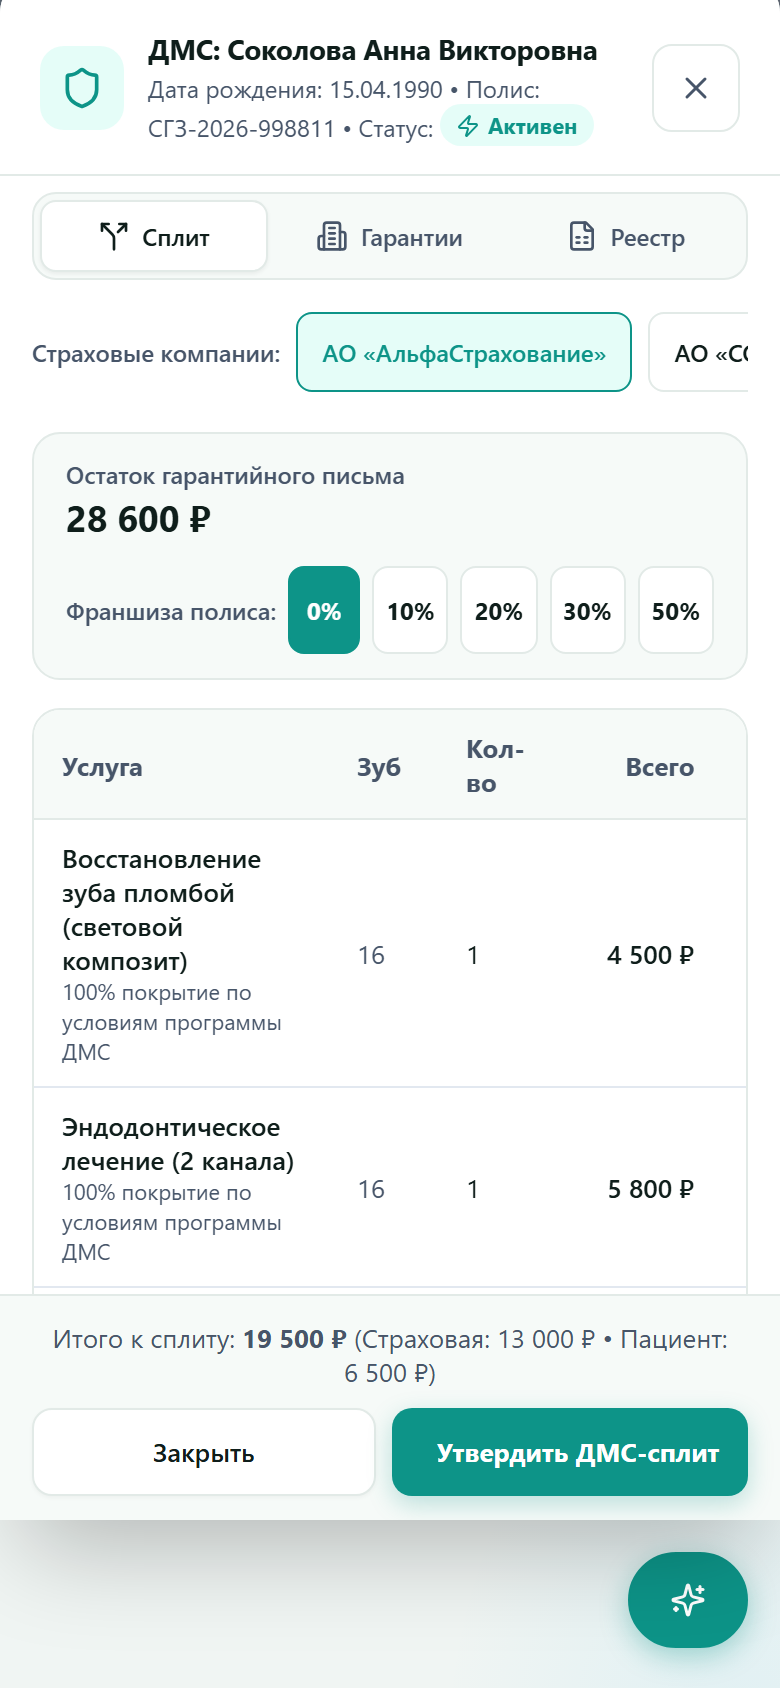 ДМС: Соколова Анна Викторовна
Дата рождения: 15.04.1990 • Полис:
СГЗ-2026-998811 • Статус: Активен
Сплит
Гарантии
Реестр
Страховые компании:
АО «АльфаСтрахование»
АО «СО
Остаток гарантийного письма
28 600 ₽
Франшиза полиса:
0%
10%
20%
30%
50%
Услуга
Зуб
Кол-
во
Всего
Восстановление
зуба пломбой
(световой
композит)
100% покрытие по
условиям программы
ДМС
16
1
4 500 ₽
Эндодонтическое
лечение (2 канала)
100% покрытие по
условиям программы
ДМС
16
1
5 800 ₽
Итого к сплиту: 19 500 ₽ (Страховая: 13 000 ₽ • Пациент:
6 500 ₽)
Закрыть
Утвердить ДМС-сплит